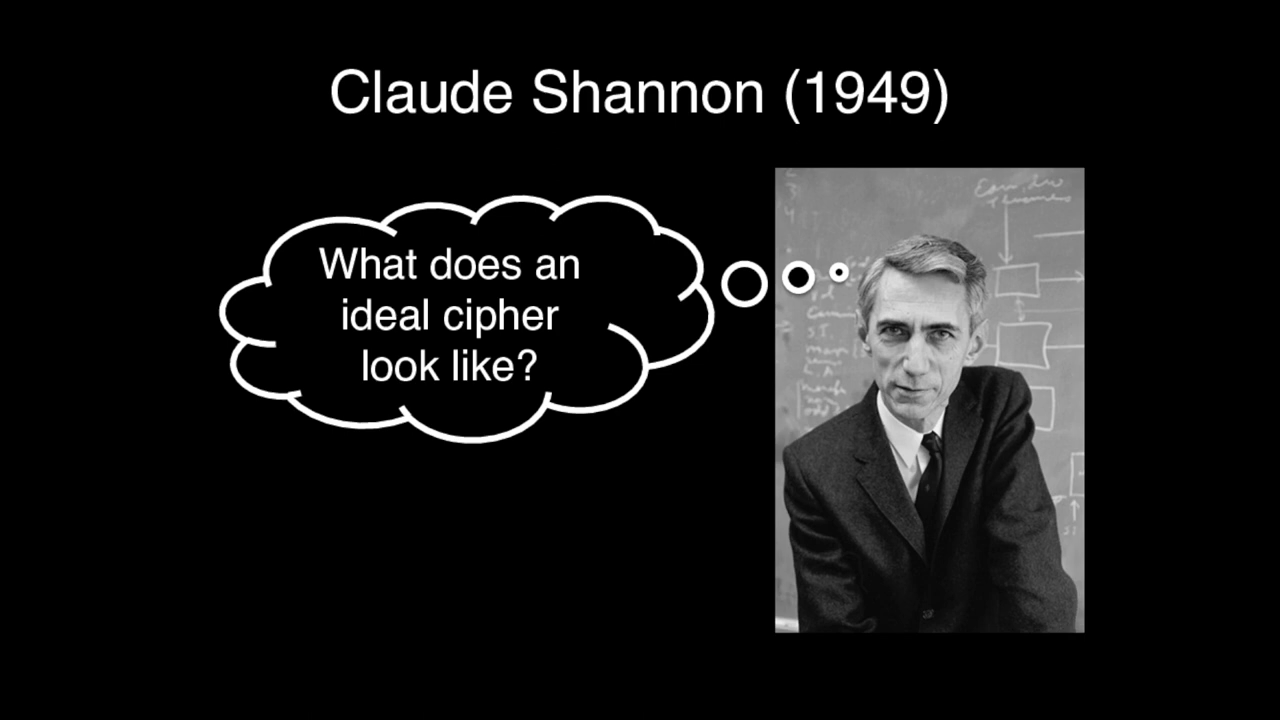 Claude Shannon (1949)
What does an
ideal cipher
look like?